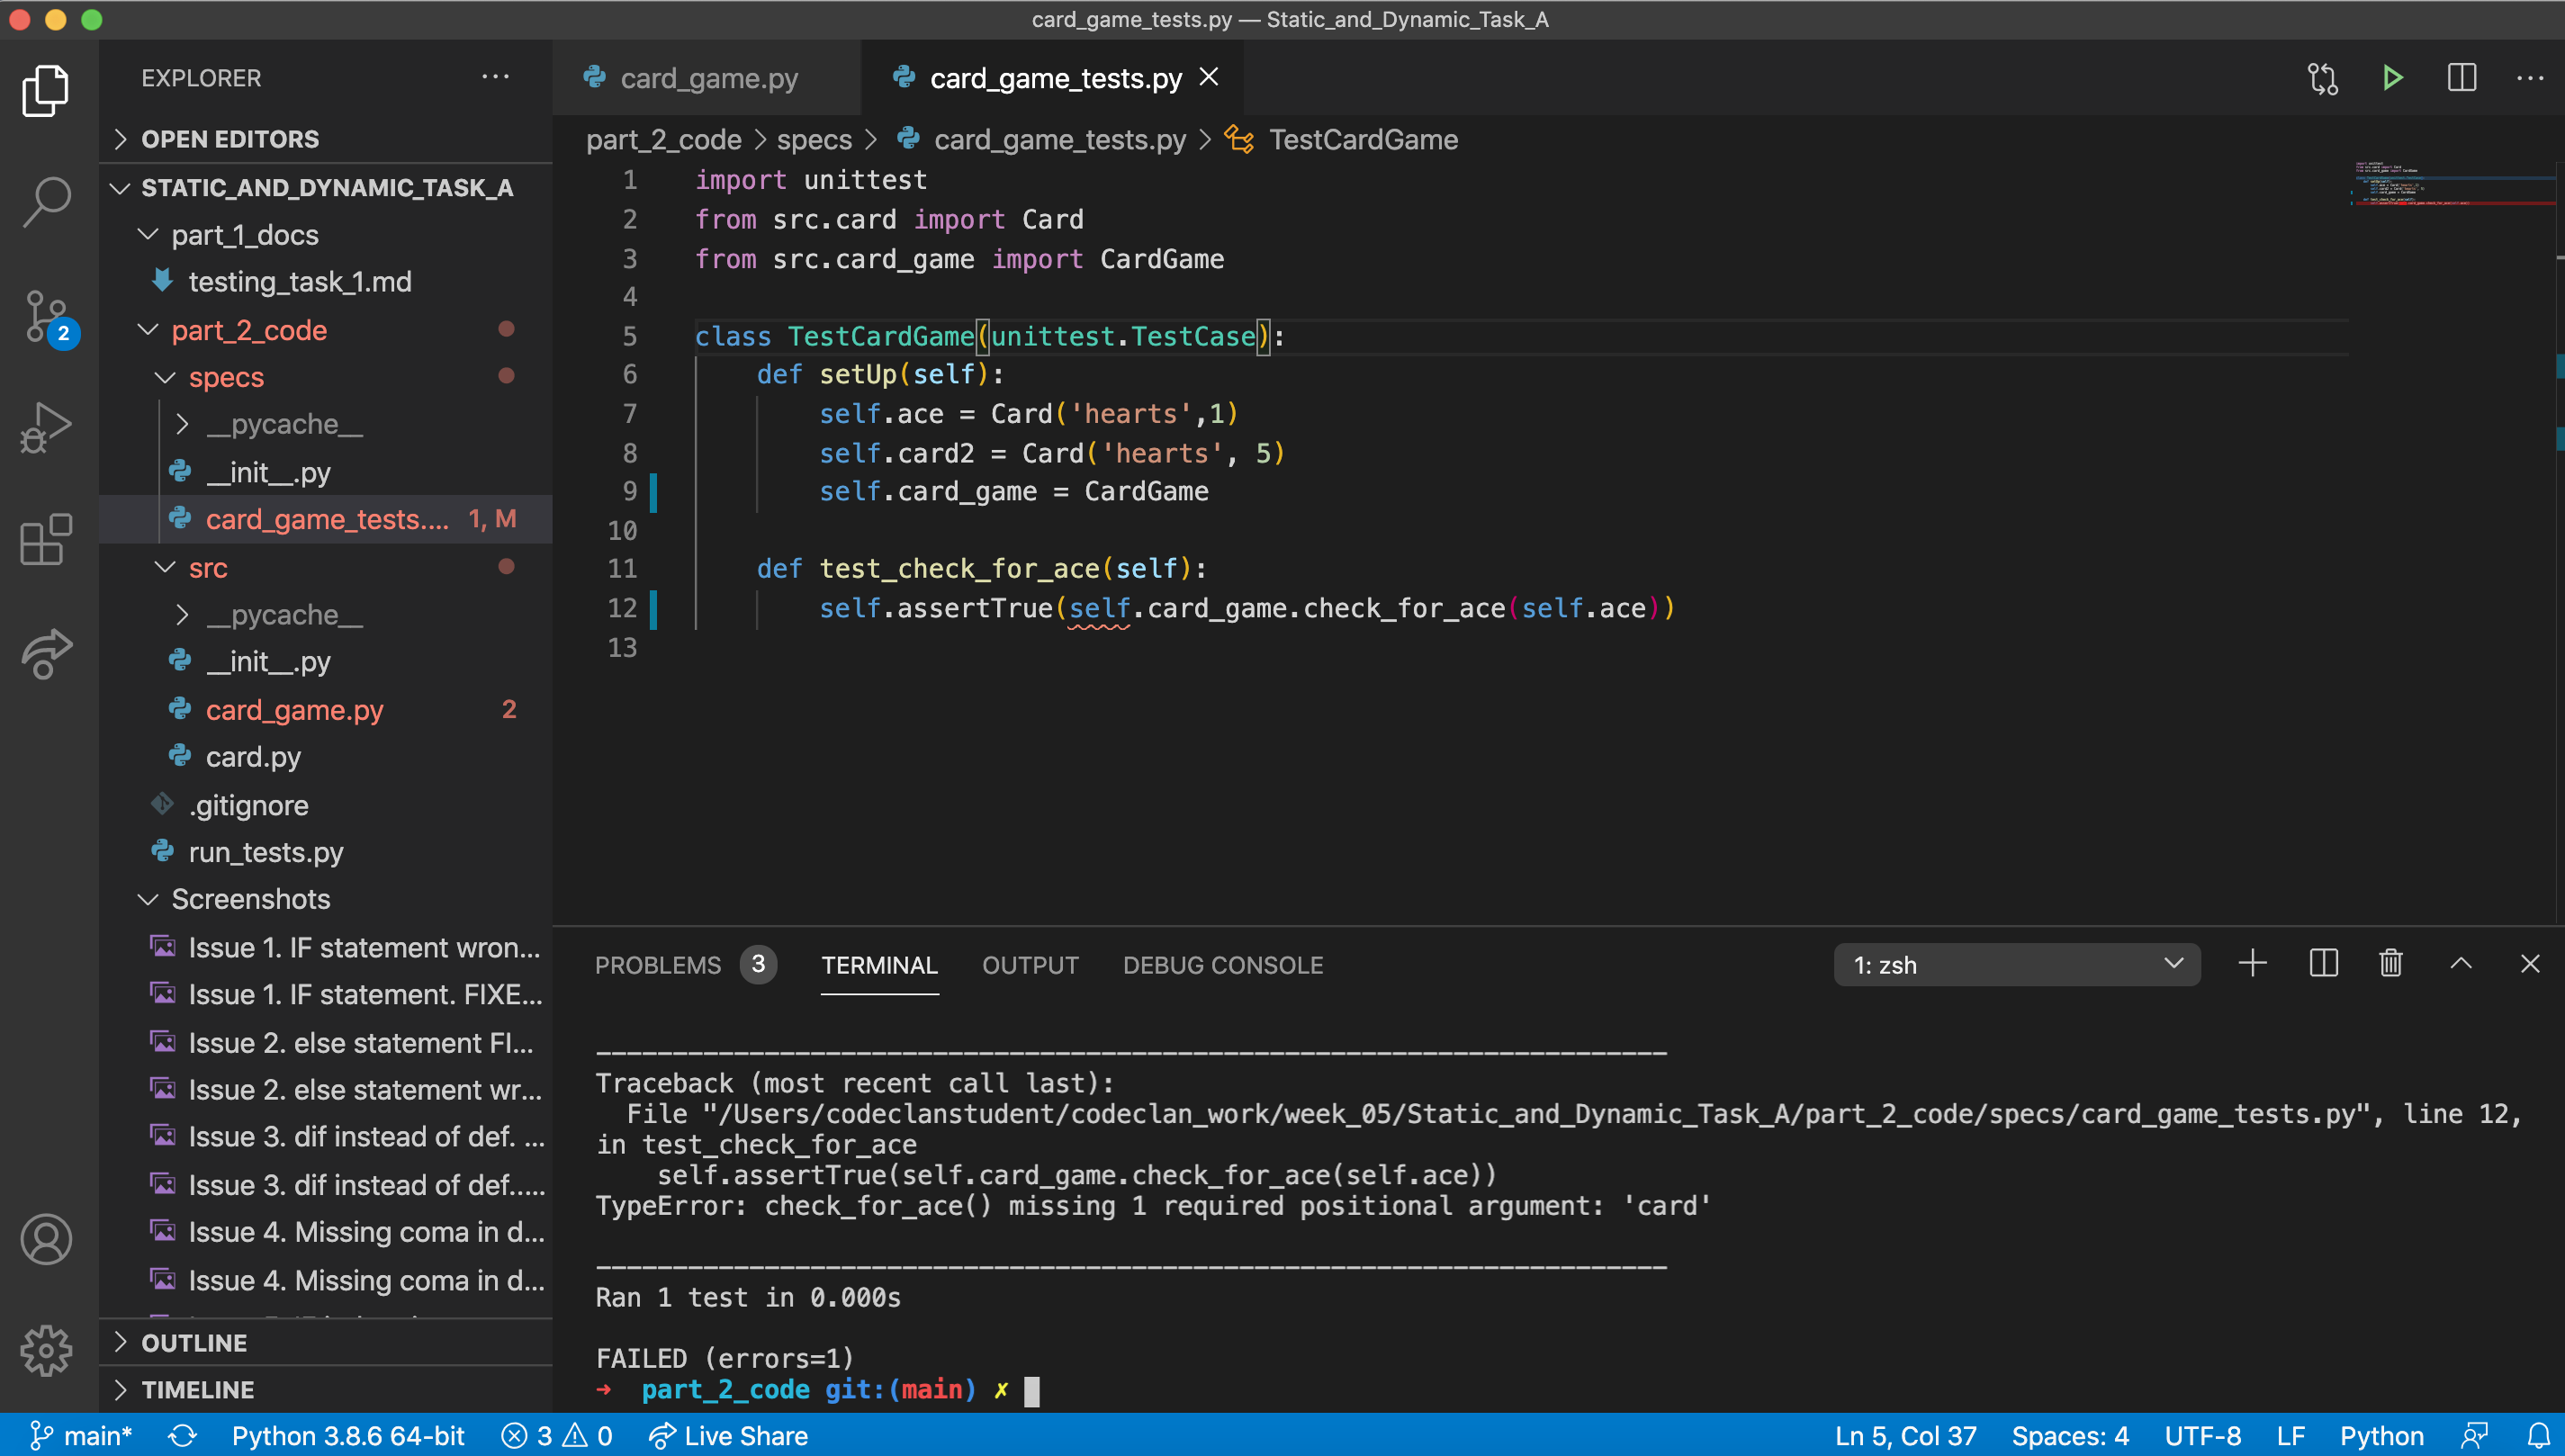 card_game_tests.py — Static_and_Dynamic_Task_A
EXPLORER
OPEN EDITORS
STATIC_AND_DYNAMIC_TASK_A
part_1_docs
testing_task_1.md
part_2_code
specs
__pycache__
__init__.py
card_game_tests.... 1, M
src
__pycache__
__init__.py
card_game.py 2
card.py
.gitignore
run_tests.py
Screenshots
Issue 1. IF statement wron...
Issue 1. IF statement. FIXE...
Issue 2. else statement FI...
Issue 2. else statement wr...
Issue 3. dif instead of def. ...
Issue 3. dif instead of def.....
Issue 4. Missing coma in d...
Issue 4. Missing coma in d...
OUTLINE
TIMELINE
2
card_game.py
card_game_tests.py
part_2_code > specs > card_game_tests.py > TestCardGame
1 import unittest
2 from src.card import Card
3 from src.card_game import CardGame
4
5 class TestCardGame(unittest.TestCase):
6 def setUp(self):
7 self.ace = Card('hearts',1)
8 self.card2 = Card('hearts', 5)
9 self.card_game = CardGame
10
11 def test_check_for_ace(self):
12 self.assertTrue(self.card_game.check_for_ace(self.ace))
13
PROBLEMS 3 TERMINAL OUTPUT DEBUG CONSOLE
1: zsh
----------------------------------------------------------------------
Traceback (most recent call last):
File "/Users/codeclanstudent/codeclan_work/week_05/Static_and_Dynamic_Task_A/part_2_code/specs/card_game_tests.py", line 12,
in test_check_for_ace
self.assertTrue(self.card_game.check_for_ace(self.ace))
TypeError: check_for_ace() missing 1 required positional argument: 'card'
----------------------------------------------------------------------
Ran 1 test in 0.000s
FAILED (errors=1)
→ part_2_code git:(main) ✗
main* Python 3.8.6 64-bit 3 0 Live Share
Ln 5, Col 37 Spaces: 4 UTF-8 LF Python